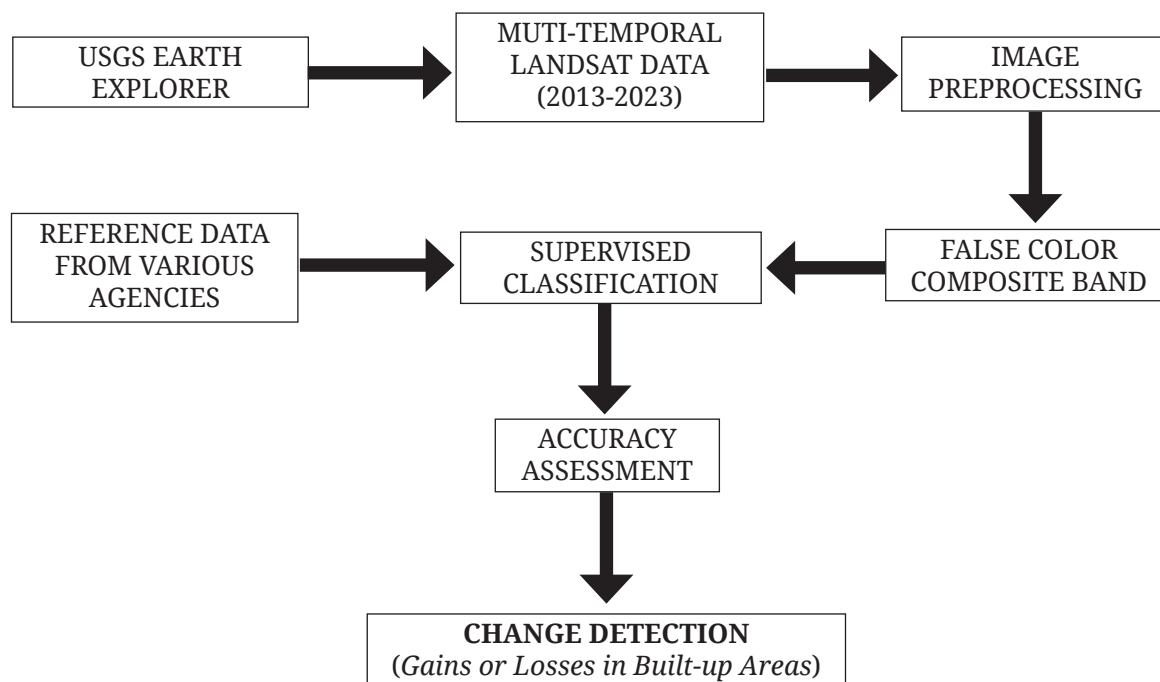 USGS EARTH
EXPLORER
MUTI-TEMPORAL
LANDSAT DATA
(2013-2023)
IMAGE
PREPROCESSING
REFERENCE DATA
FROM VARIOUS
AGENCIES
SUPERVISED
CLASSIFICATION
FALSE COLOR
COMPOSITE BAND
ACCURACY
ASSESSMENT
CHANGE DETECTION
(Gains or Losses in Built-up Areas)